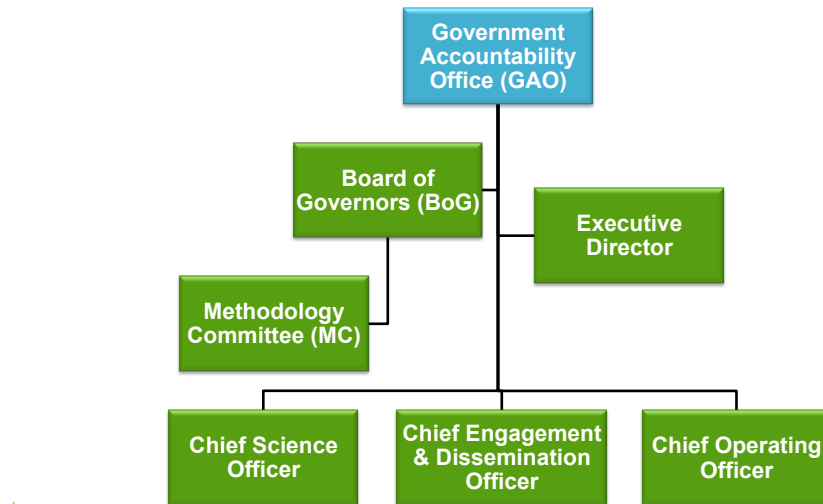 Government
Accountability
Office (GAO)
Board of
Governors (BoG)
Executive
Director
Methodology
Committee (MC)
Chief Science
Officer
Chief Engagement
& Dissemination
Officer
Chief Operating
Officer